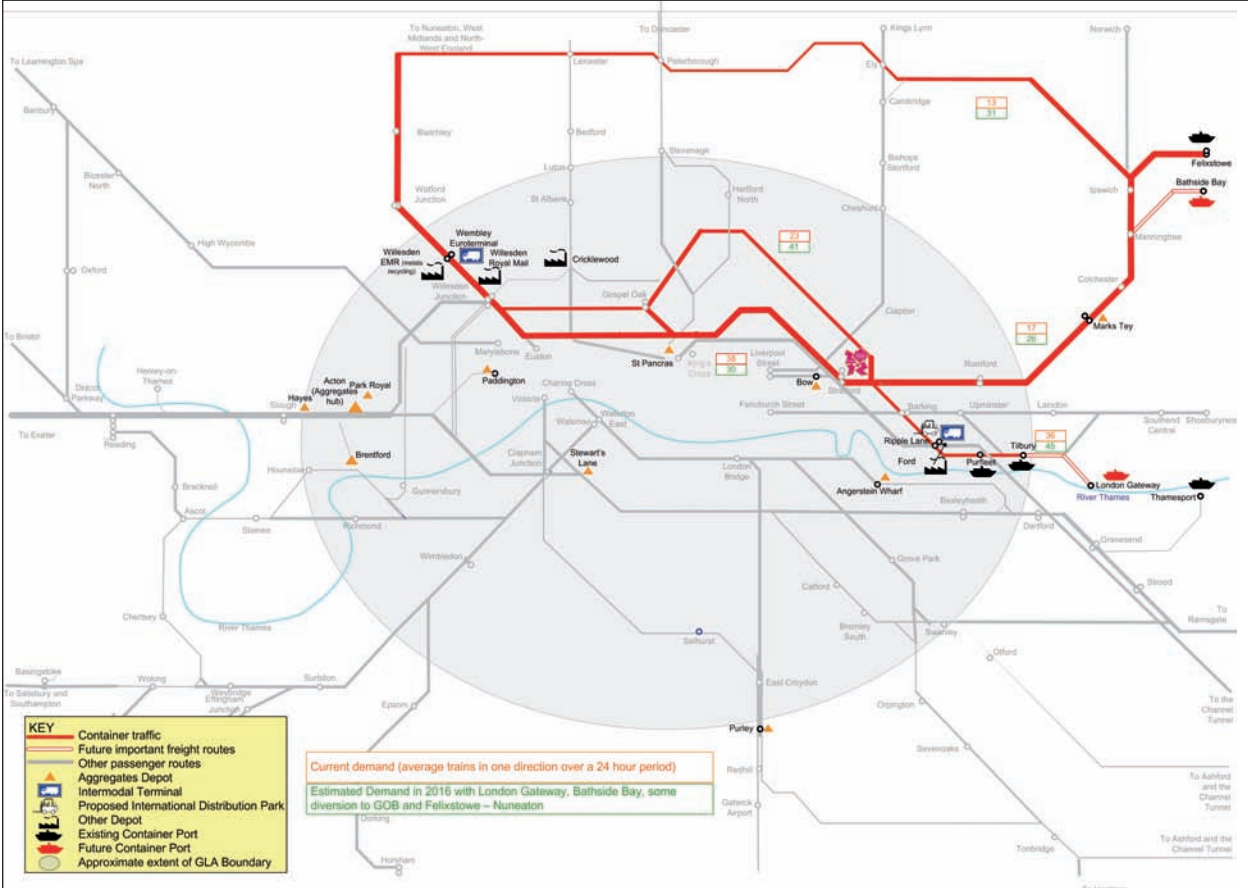 To Nuneaton, West
Midlands and North-
West England
To Doncaster
Kings Lynn
Norwich
To Leamington Spa
Leicester
Peterborough
Ely
Banbury
Cambridge
13
31
Bletchley
Bedford
Stevenage
Felixstowe
Bicester
North
Luton
Bishops
Stortford
Bathside Bay
Watford
Junction
St Albans
Hertford
North
Ipswich
Cheshunt
High Wycombe
Wembley
Euroterminal
23
41
Manningtree
Willesden
EMR (metals
recycling)
Willesden
Royal Mail
Cricklewood
Oxford
Willesden
Junction
Gospel Oak
Colchester
Clapton
Marks Tey
17
28
To Bristol
Marylebone
Euston
St Pancras
King's
Cross
38
30
Liverpool
Street
Romford
Henley-on-
Thames
Didcot
Parkway
Acton
(Aggregates
hub)
Park Royal
Paddington
Charing Cross
Bow
Stratford
Hayes
Slough
Victoria
Fenchurch Street
Barking
Upminster
Laindon
Southend
Central
Shoeburyness
To Exeter
Reading
Waterloo
Waterloo
East
Ripple Lane
Tilbury
36
45
Brentford
Clapham
Junction
Stewart's
Lane
London
Bridge
Ford
Purfleet
Hounslow
Bracknell
Gunnersbury
Angerstein Wharf
London Gateway
River Thames
Thamesport
Ascot
Staines
Richmond
Bexleyheath
Dartford
Gravesend
Wimbledon
Grove Park
Strood
Catford
Chertsey
River Thames
Selhurst
Bromley
South
Swanley
To
Ramsgate
Otford
Basingstoke
Woking
Weybridge
Effingham
Junction
Surbiton
East Croydon
To Salisbury and
Southampton
Epsom
Orpington
To the
Channel
Tunnel
Purley
KEY
Container traffic
Future important freight routes
Other passenger routes
Aggregates Depot
Intermodal Terminal
Proposed International Distribution Park
Other Depot
Existing Container Port
Future Container Port
Approximate extent of GLA Boundary
Current demand (average trains in one direction over a 24 hour period)
Estimated Demand in 2016 with London Gateway, Bathside Bay, some
diversion to GOB and Felixstowe – Nuneaton
Redhill
Sevenoaks
Gatwick
Airport
To Ashford
and the
Channel
Tunnel
Dorking
Tonbridge
To Ashford and the
Channel Tunnel
Horsham